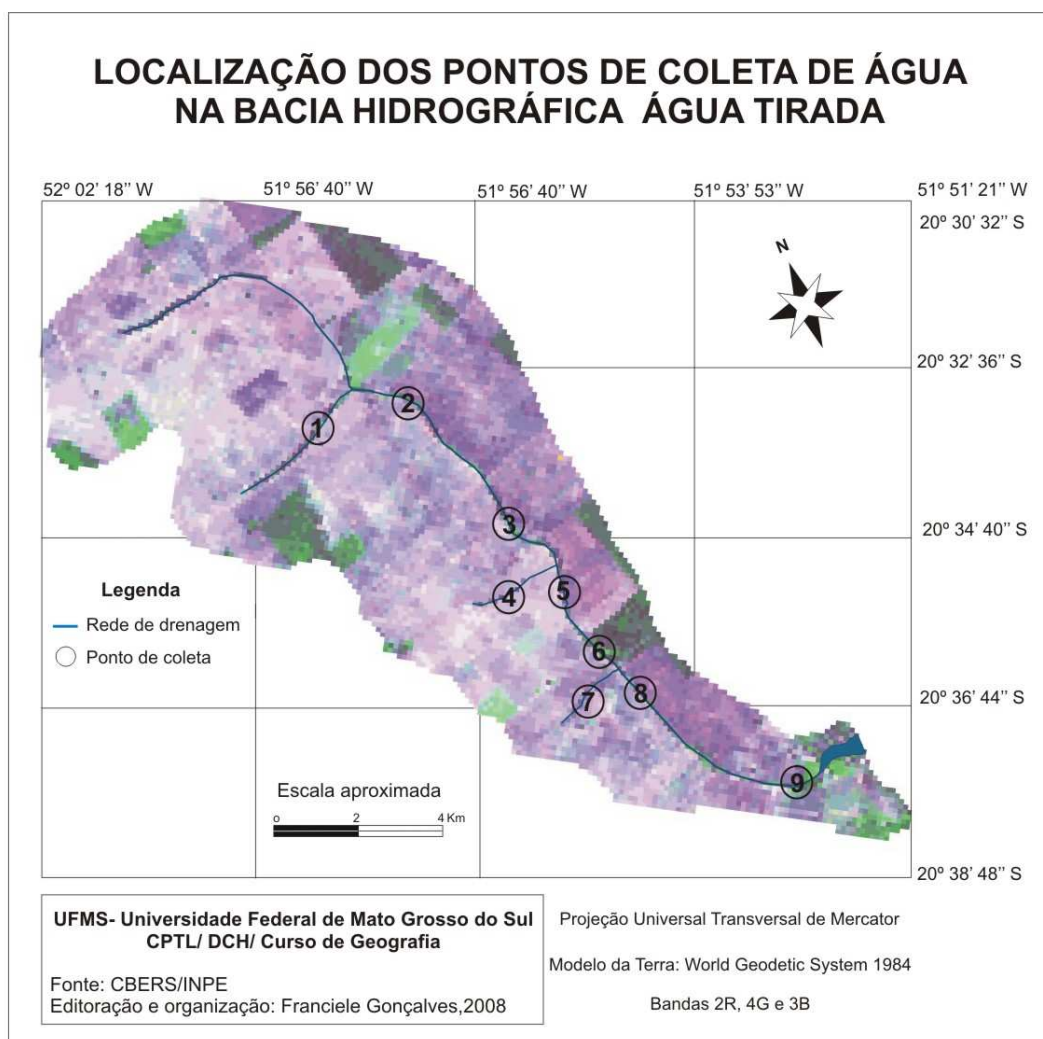 LOCALIZAÇÃO DOS PONTOS DE COLETA DE ÁGUA
NA BACIA HIDROGRÁFICA ÁGUA TIRADA
52º 02' 18'' W
51º 56' 40'' W
51º 56' 40'' W
51º 53' 53'' W
51º 51' 21'' W
20º 30' 32'' S
N
20º 32' 36'' S
1
2
3
20º 34' 40'' S
4
5
6
7
8
20º 36' 44'' S
9
Legenda
Rede de drenagem
Ponto de coleta
Escala aproximada
o 2 4 Km
20º 38' 48'' S
UFMS- Universidade Federal de Mato Grosso do Sul
CPTL/ DCH/ Curso de Geografia
Fonte: CBERS/INPE
Editoração e organização: Franciele Gonçalves,2008
Projeção Universal Transversal de Mercator
Modelo da Terra: World Geodetic System 1984
Bandas 2R, 4G e 3B